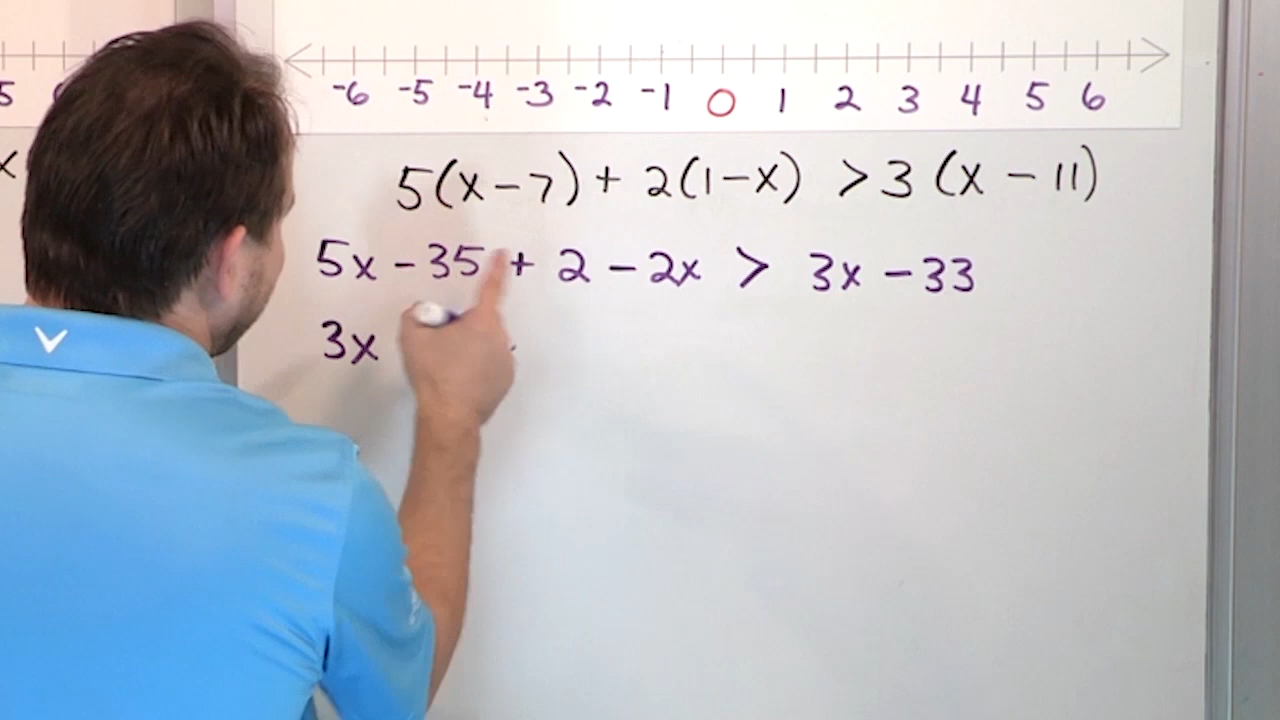 -6 -5 -4 -3 -2 -1 0 1 2 3 4 5 6
5
x
5(x-7)+ 2(1-x) >3 (x - 11)
5x - 35 + 2 - 2x > 3x - 33
3x